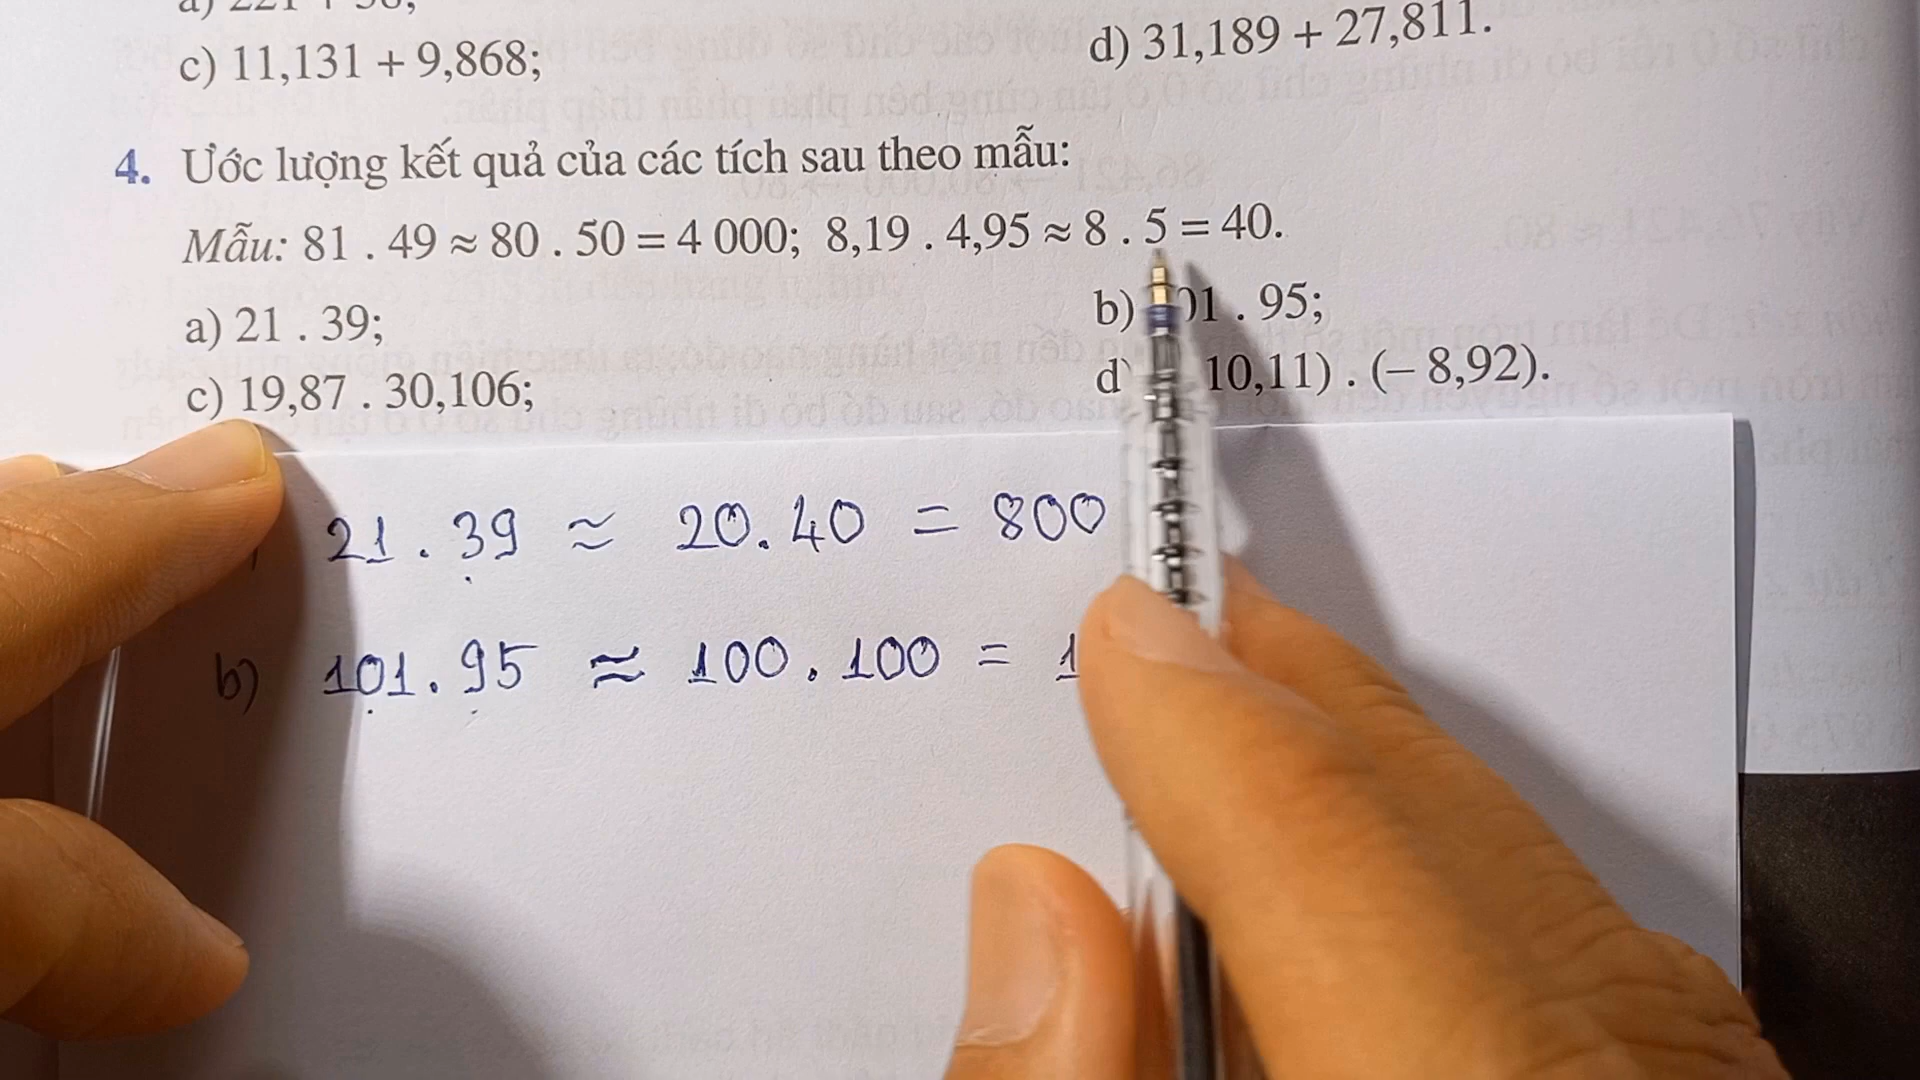 c) 11,131 + 9,868;
d) 31,189 + 27,811.
4. Ước lượng kết quả của các tích sau theo mẫu:
Mẫu: 81 . 49 ≈ 80 . 50 = 4 000; 8,19 . 4,95 ≈ 8 . 5 = 40.
a) 21 . 39;
b) 01 . 95;
c) 19,87 . 30,106;
d 10,11) . (– 8,92).
21 . 39 ≈ 20 . 40 = 800
b) 101 . 95 ≈ 100 . 100 = 1